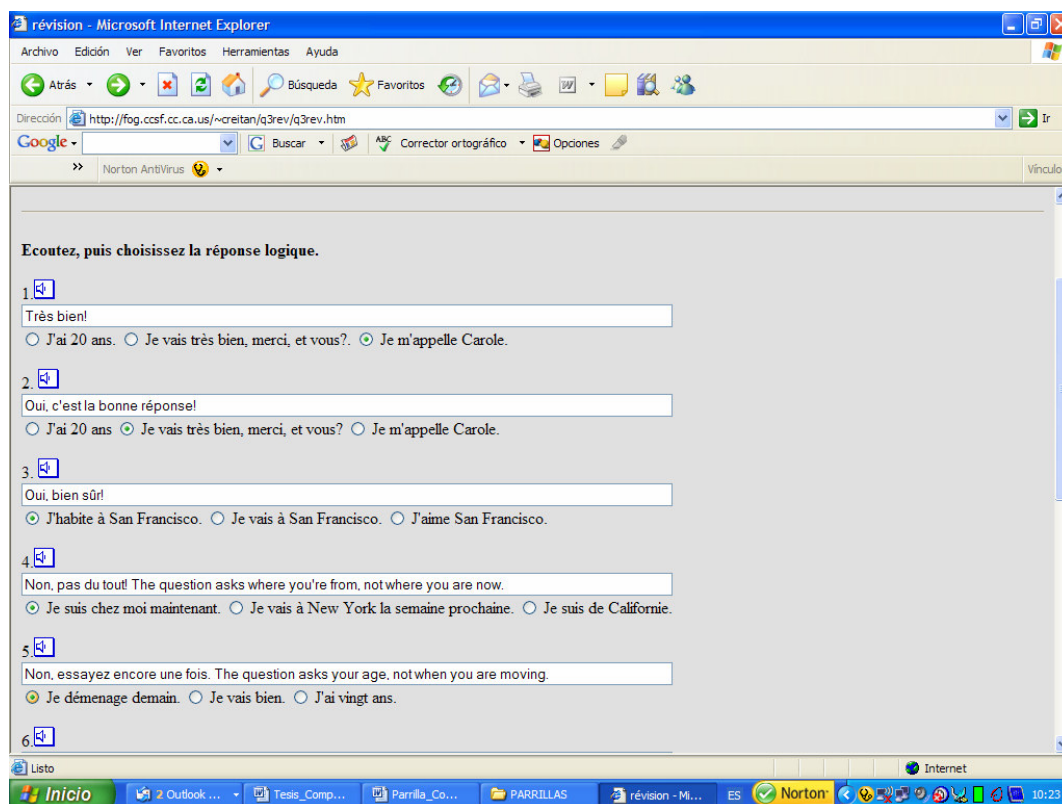 révision - Microsoft Internet Explorer
Archivo Edición Ver Favoritos Herramientas Ayuda
Atrás Búsqueda Favoritos
Dirección http://fog.ccsf.cc.ca.us/~creitan/q3rev/q3rev.htm Ir
Google Buscar ABC Corrector ortográfico Opciones
>> Norton AntiVirus Vínculo
Ecoutez, puis choisissez la réponse logique.
1.
Très bien!
J'ai 20 ans. Je vais très bien, merci, et vous?. Je m'appelle Carole.
2.
Oui, c'est la bonne réponse!
J'ai 20 ans Je vais très bien, merci, et vous? Je m'appelle Carole.
3.
Oui, bien sûr!
J'habite à San Francisco. Je vais à San Francisco. J'aime San Francisco.
4.
Non, pas du tout! The question asks where you're from, not where you are now.
Je suis chez moi maintenant. Je vais à New York la semaine prochaine. Je suis de Californie.
5.
Non, essayez encore une fois. The question asks your age, not when you are moving.
Je démenage demain. Je vais bien. J'ai vingt ans.
6.
Listo Internet
Inicio 2 Outlook ... Tesis_Comp... Parrilla_Co... PARRILLAS révision - Mi... ES Norton 10:23